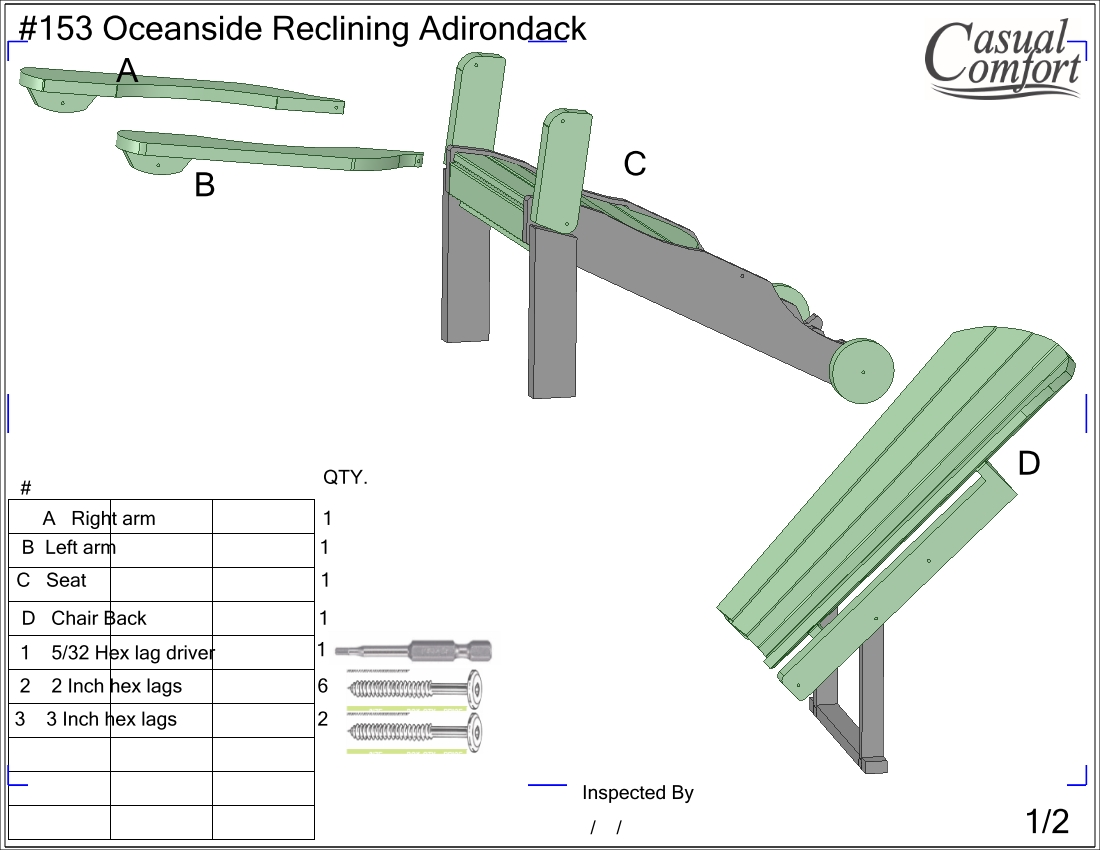 #153 Oceanside Reclining Adirondack
Casual
Comfort
A
B
C
D
# QTY.
A Right arm 1
B Left arm 1
C Seat 1
D Chair Back 1
1 5/32 Hex lag driver 1
2 2 Inch hex lags 6
3 3 Inch hex lags 2
Inspected By
/ /
1/2